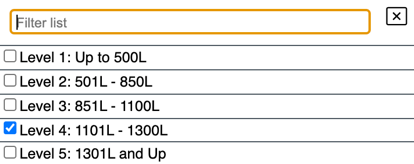 Filter list
Level 1: Up to 500L
Level 2: 501L - 850L
Level 3: 851L - 1100L
Level 4: 1101L - 1300L
Level 5: 1301L and Up